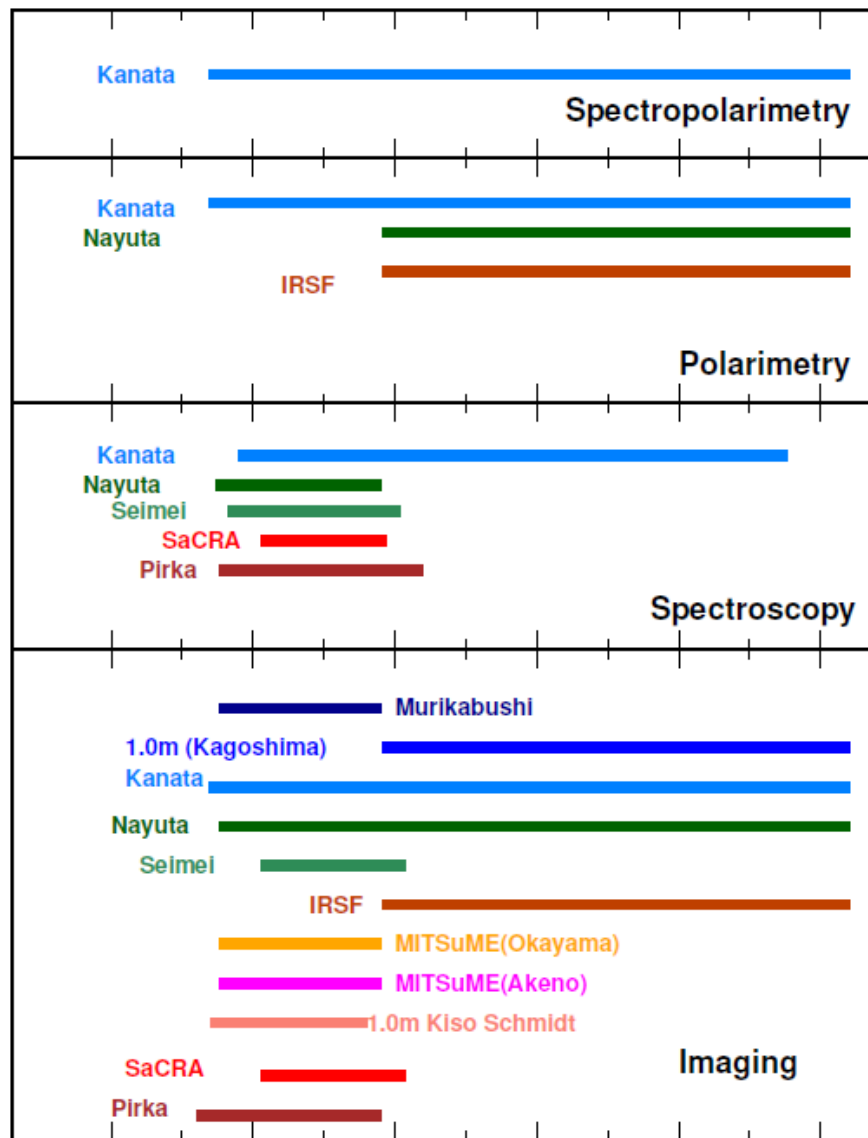 Kanata
Spectropolarimetry
Kanata
Nayuta
IRSF
Polarimetry
Kanata
Nayuta
Seimei
SaCRA
Pirka
Spectroscopy
Murikabushi
1.0m (Kagoshima)
Kanata
Nayuta
Seimei
IRSF
MITSuME(Okayama)
MITSuME(Akeno)
1.0m Kiso Schmidt
Imaging
SaCRA
Pirka